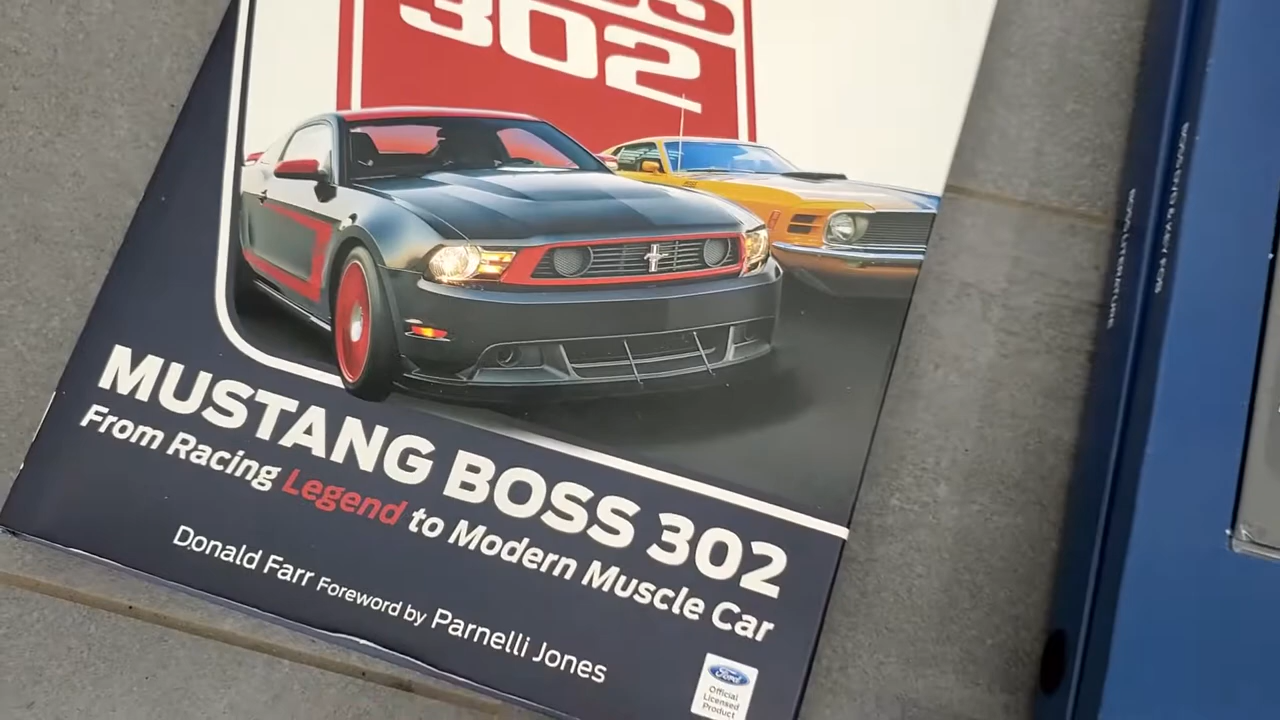 302
MUSTANG BOSS 302
From Racing Legend to Modern Muscle Car
Donald Farr Foreword by Parnelli Jones
Ford
Official
Licensed
Product